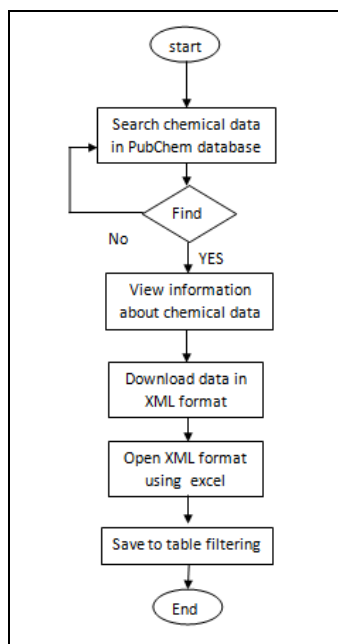 start
Search chemical data
in PubChem database
Find
No
YES
View information
about chemical data
Download data in
XML format
Open XML format
using excel
Save to table filtering
End